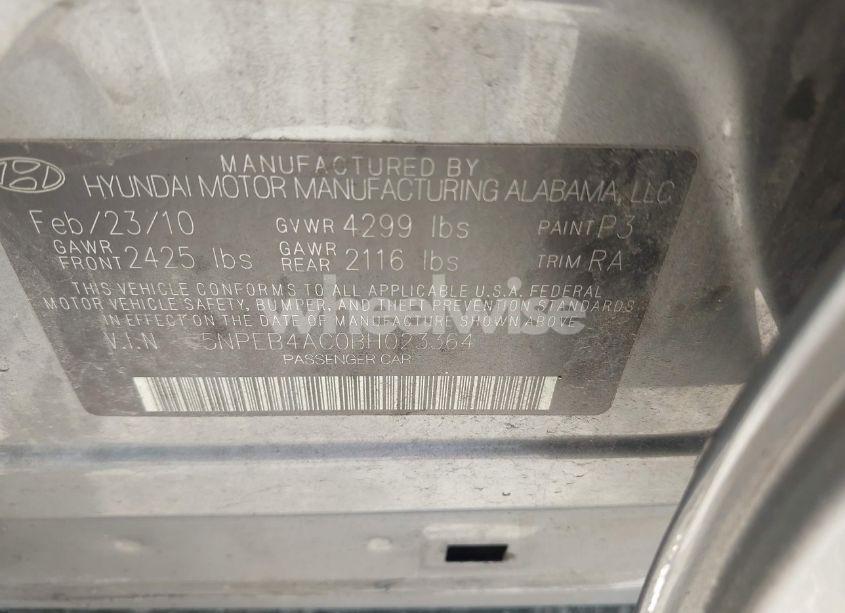 MANUFACTURED BY
HYUNDAI MOTOR MANUFACTURING ALABAMA, LLC
Feb/23/10 GVWR 4299 lbs PAINT P3
GAWR FRONT 2425 lbs GAWR REAR 2116 lbs TRIM RA
THIS VEHICLE CONFORMS TO ALL APPLICABLE U.S.A. FEDERAL
MOTOR VEHICLE SAFETY, BUMPER, AND THEFT PREVENTION STANDARDS
IN EFFECT ON THE DATE OF MANUFACTURE SHOWN ABOVE
V.I.N 5NPEB4AC0BH023364
PASSENGER CAR
wheelwise